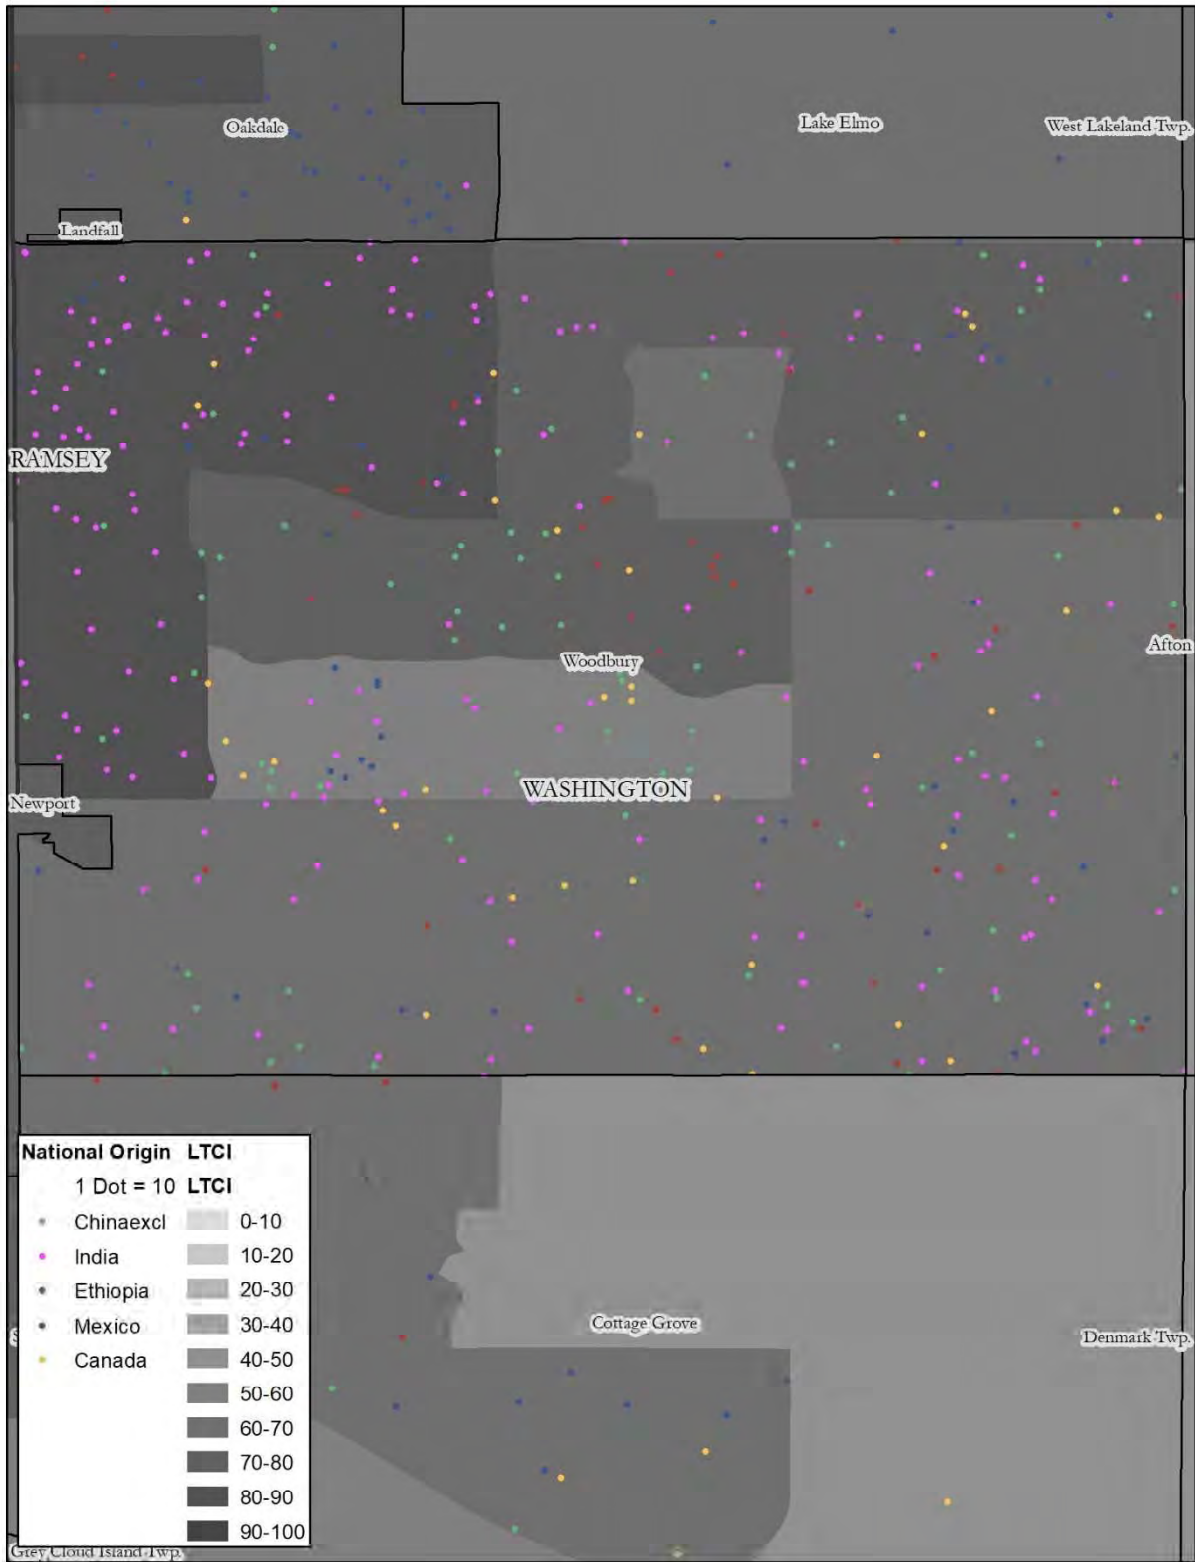 Oakdale
Lake Elmo
West Lakeland Twp.
Landfall
RAMSEY
Afton
Woodbury
WASHINGTON
Newport
National Origin LTCI
1 Dot = 10 LTCI
Chinaexcl 0-10
India 10-20
Ethiopia 20-30
Mexico 30-40
Canada 40-50
50-60
60-70
70-80
80-90
90-100
Cottage Grove
Denmark Twp.
Grey Cloud Island Twp.